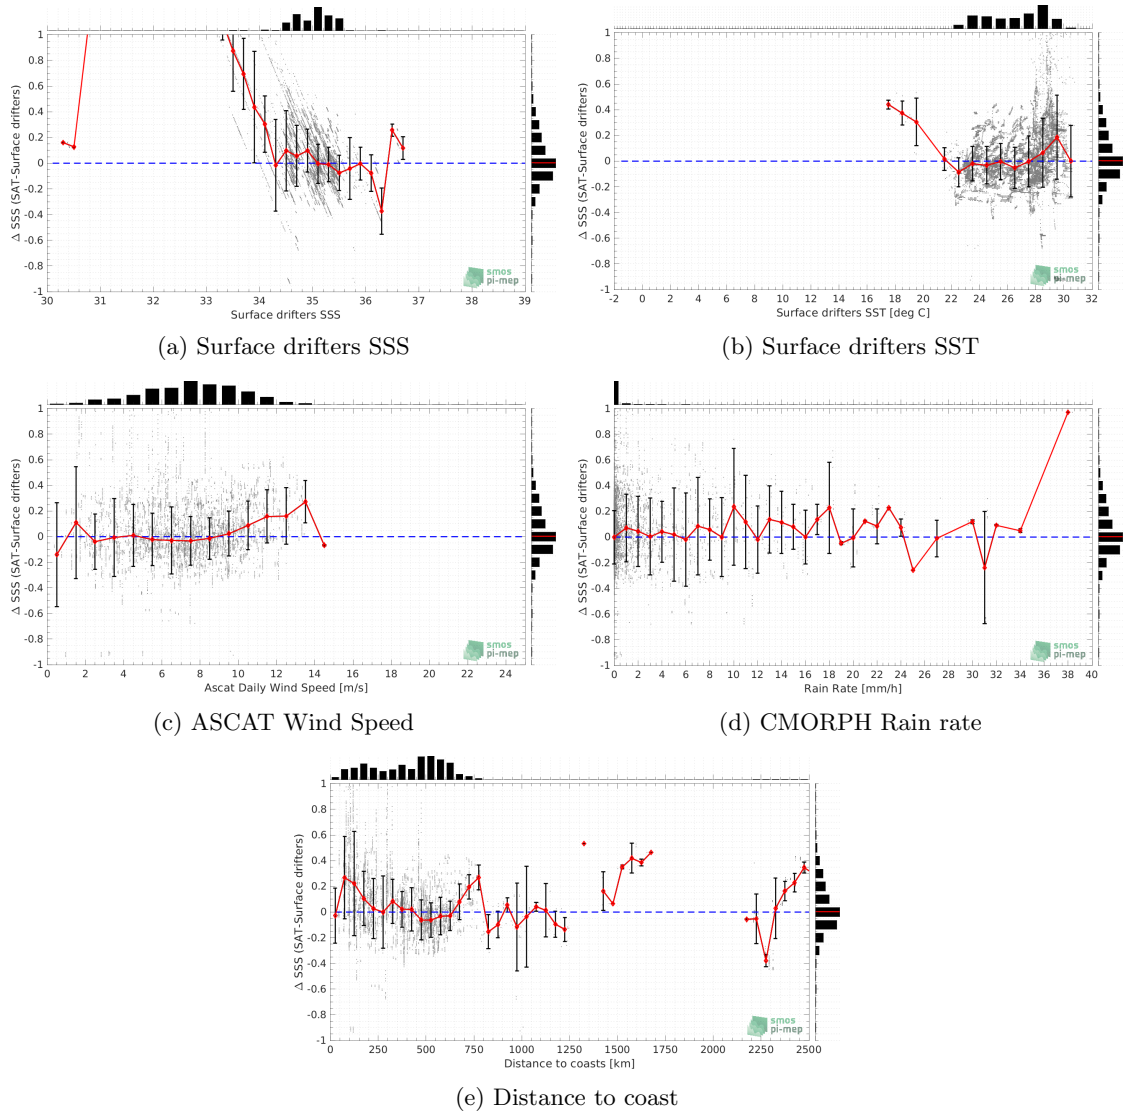 1
0.8
0.6
0.4
0.2
0
-0.2
-0.4
-0.6
-0.8
-1
Δ SSS (SAT-Surface drifters)
30 31 32 33 34 35 36 37 38 39
Surface drifters SSS
smos
pi-mep
(a) Surface drifters SSS
1
0.8
0.6
0.4
0.2
0
-0.2
-0.4
-0.6
-0.8
-1
Δ SSS (SAT-Surface drifters)
-2 0 2 4 6 8 10 12 14 16 18 20 22 24 26 28 30 32
Surface drifters SST [deg C]
smos
pi-mep
(b) Surface drifters SST
1
0.8
0.6
0.4
0.2
0
-0.2
-0.4
-0.6
-0.8
-1
Δ SSS (SAT-Surface drifters)
0 2 4 6 8 10 12 14 16 18 20 22 24
Ascat Daily Wind Speed [m/s]
smos
pi-mep
(c) ASCAT Wind Speed
1
0.8
0.6
0.4
0.2
0
-0.2
-0.4
-0.6
-0.8
-1
Δ SSS (SAT-Surface drifters)
0 2 4 6 8 10 12 14 16 18 20 22 24 26 28 30 32 34 36 38 40
Rain Rate [mm/h]
smos
pi-mep
(d) CMORPH Rain rate
1
0.8
0.6
0.4
0.2
0
-0.2
-0.4
-0.6
-0.8
-1
Δ SSS (SAT-Surface drifters)
0 250 500 750 1000 1250 1500 1750 2000 2250 2500
Distance to coasts [km]
smos
pi-mep
(e) Distance to coast